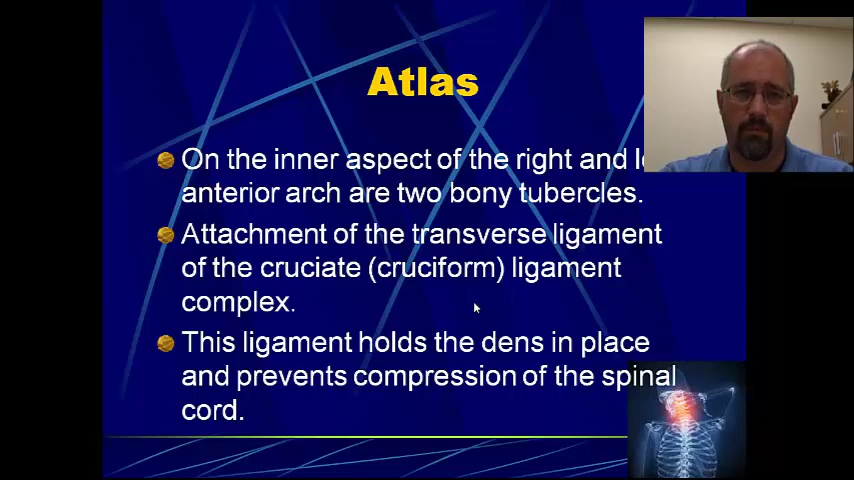 Atlas
On the inner aspect of the right and
anterior arch are two bony tubercles.
Attachment of the transverse ligament
of the cruciate (cruciform) ligament
complex.
This ligament holds the dens in place
and prevents compression of the spinal
cord.